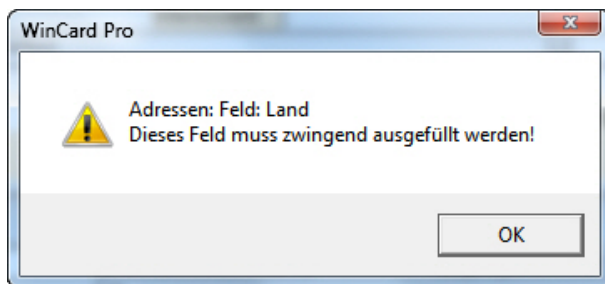 WinCard Pro
Adressen: Feld: Land
Dieses Feld muss zwingend ausgefüllt werden!
OK